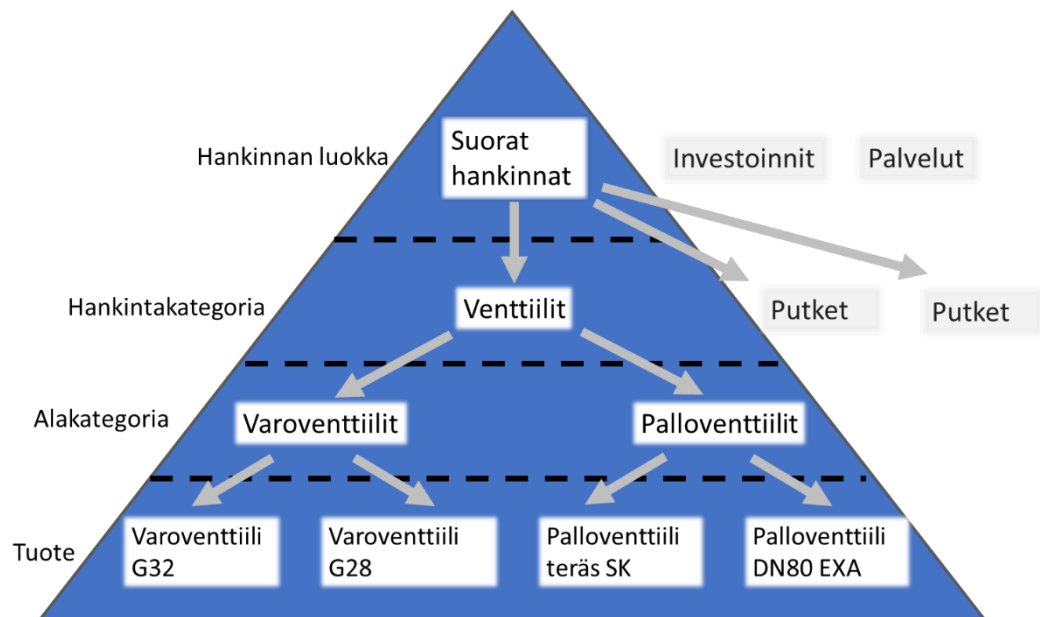 Hankinnan luokka
Suorat
hankinnat
Investoinnit
Palvelut
Hankintakategoria
Venttiilit
Putket
Putket
Alakategoria
Varoventtiilit
Palloventtiilit
Tuote
Varoventtiili
G32
Varoventtiili
G28
Palloventtiili
teräs SK
Palloventtiili
DN80 EXA